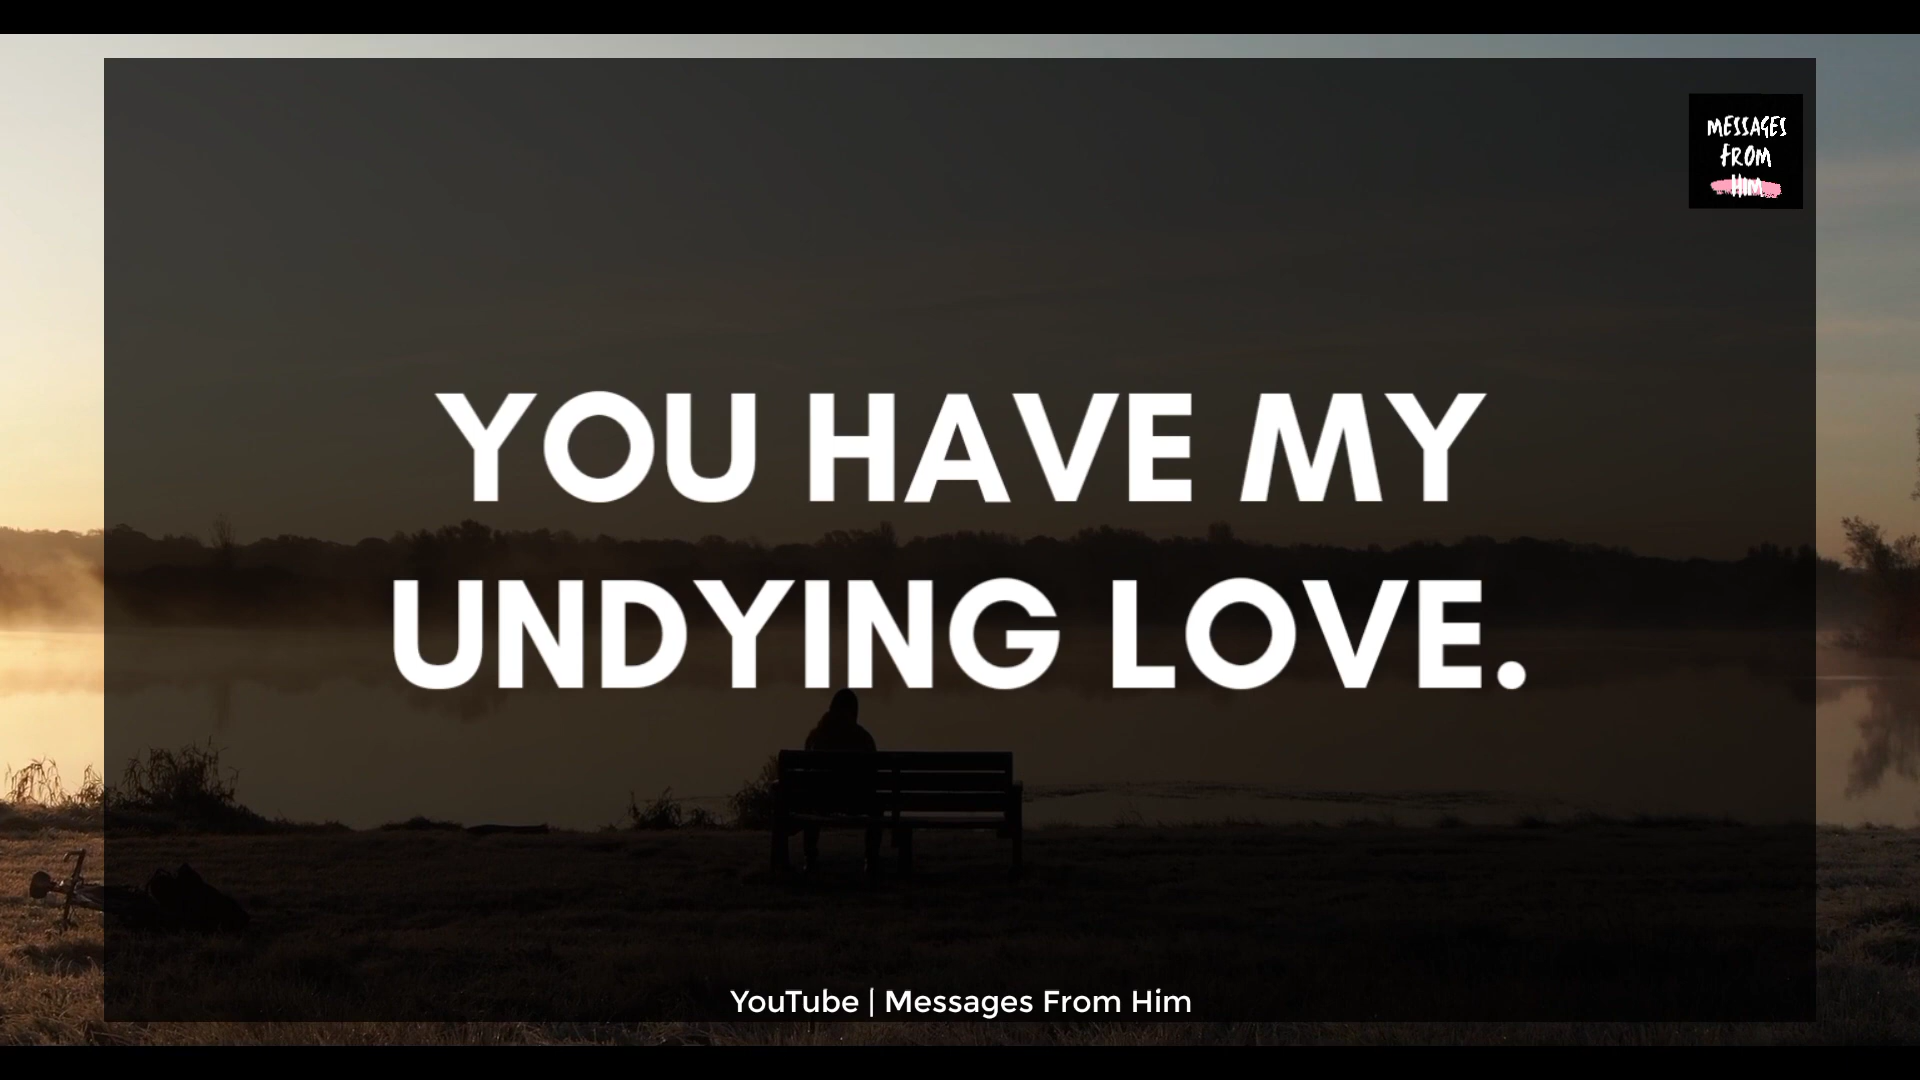 MESSAGES
FROM
HIM
YOU HAVE MY
UNDYING LOVE.
YouTube | Messages From Him